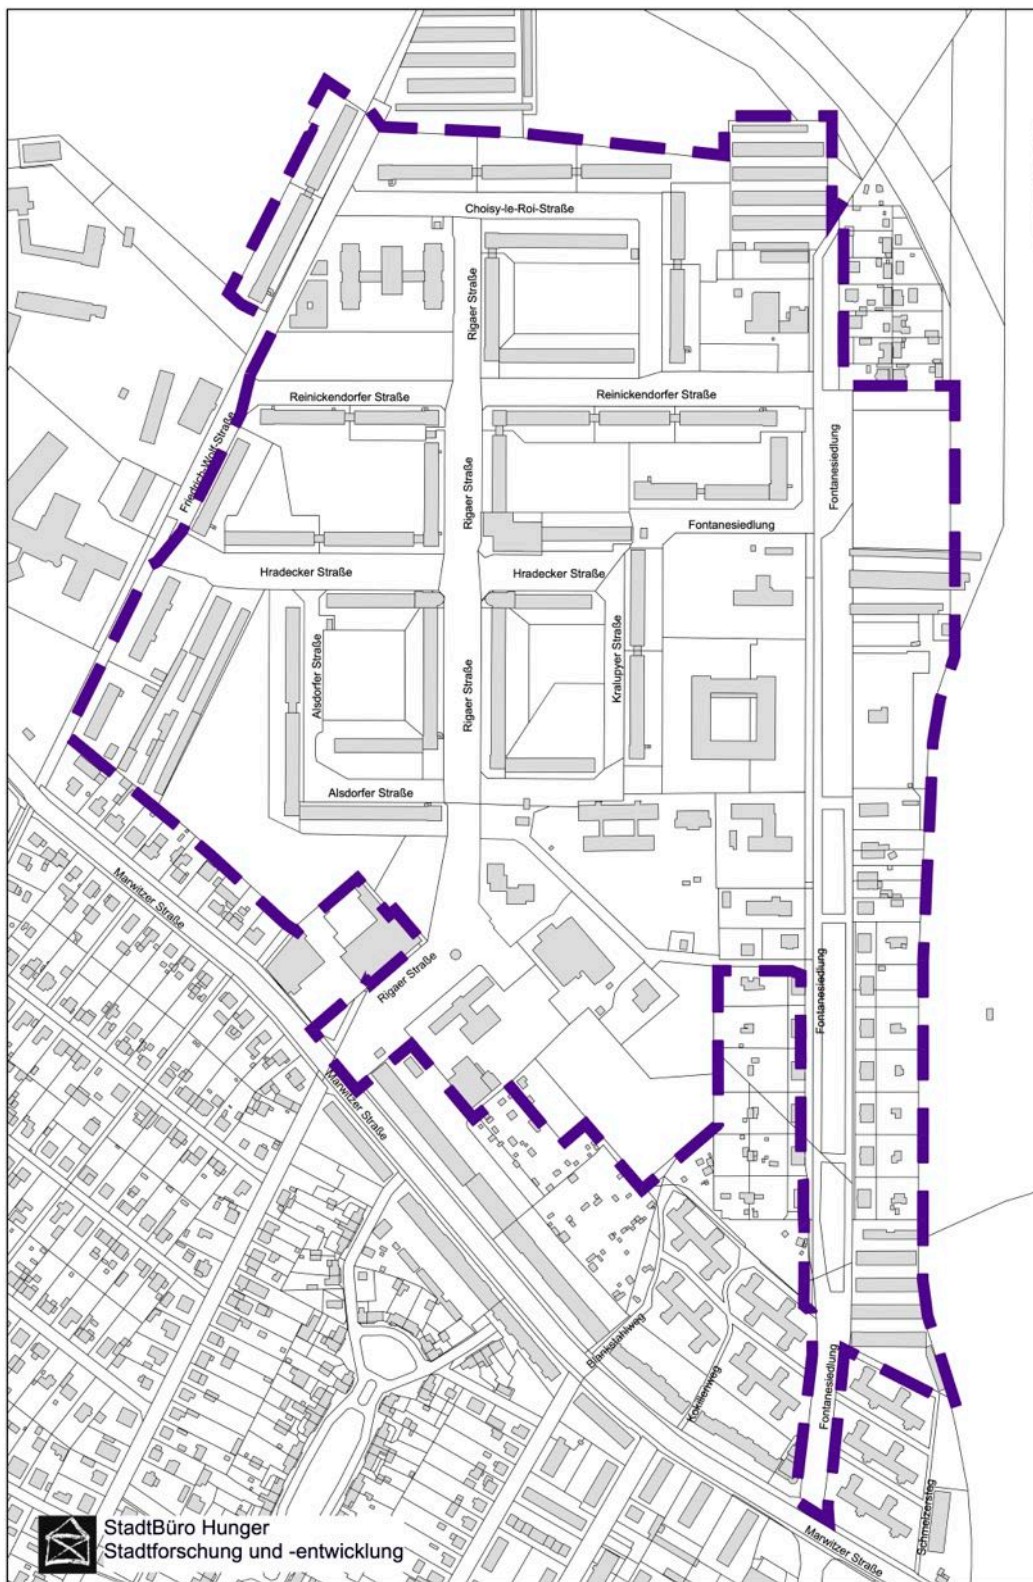 Choisy-le-Roi-Straße
Rigaer Straße
Reinickendorfer Straße
Reinickendorfer Straße
Friedrich-Wolf-Straße
Rigaer Straße
Fontanesiedlung
Fontanesiedlung
Hradecker Straße
Hradecker Straße
Alsdorfer Straße
Rigaer Straße
Kralupyer Straße
Alsdorfer Straße
Marwitzer Straße
Rigaer Straße
Fontanesiedlung
Marwitzer Straße
Blankstahlweg
Kokillenweg
Fontanesiedlung
Schmelzersteg
Marwitzer Straße
StadtBüro Hunger
Stadtforschung und -entwicklung